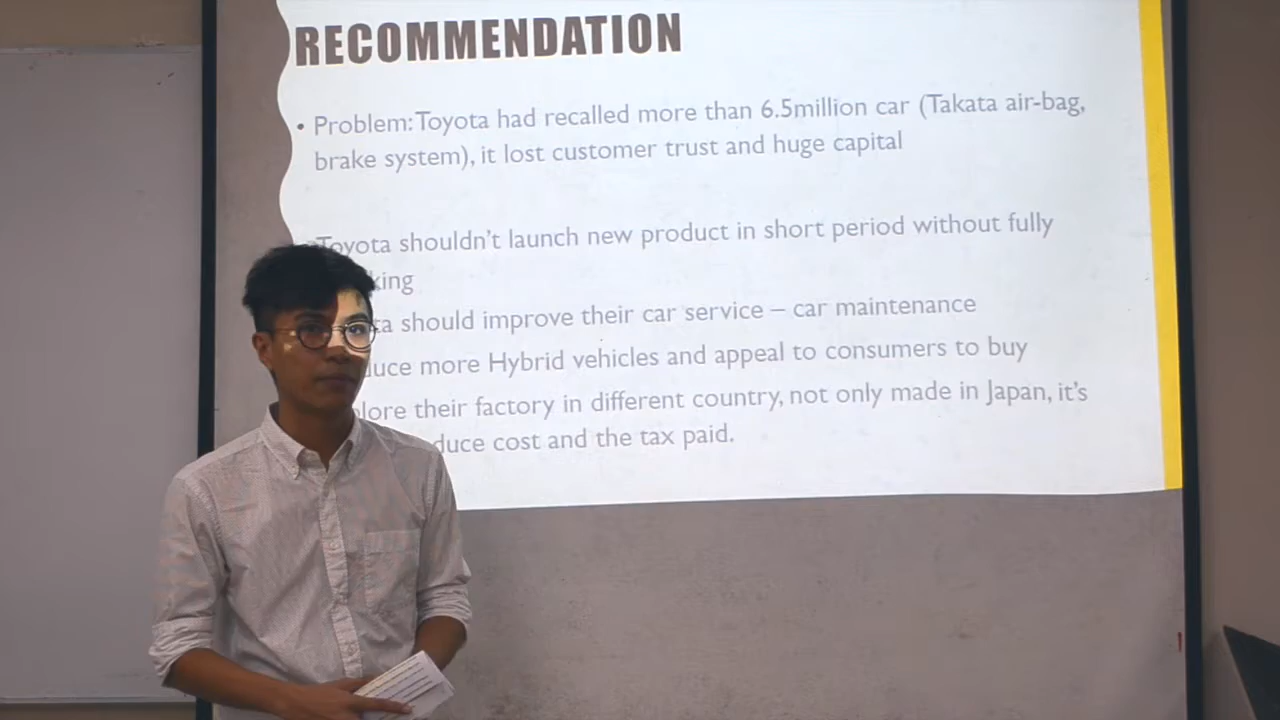 RECOMMENDATION
• Problem: Toyota had recalled more than 6.5million car (Takata air-bag,
brake system), it lost customer trust and huge capital
Toyota shouldn't launch new product in short period without fully
king
ta should improve their car service – car maintenance
duce more Hybrid vehicles and appeal to consumers to buy
plore their factory in different country, not only made in Japan, it's
duce cost and the tax paid.